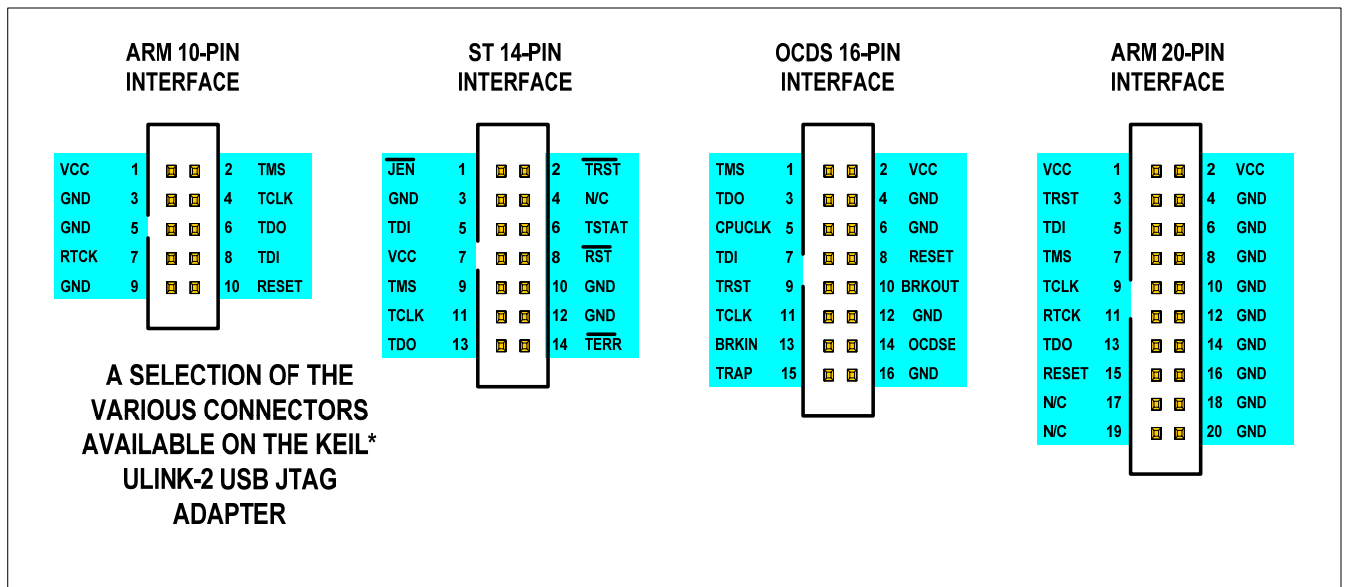 ARM 10-PIN
INTERFACE
VCC 1 2 TMS
GND 3 4 TCLK
GND 5 6 TDO
RTCK 7 8 TDI
GND 9 10 RESET
A SELECTION OF THE
VARIOUS CONNECTORS
AVAILABLE ON THE KEIL*
ULINK-2 USB JTAG
ADAPTER
ST 14-PIN
INTERFACE
JEN 1 2 TRST
GND 3 4 N/C
TDI 5 6 TSTAT
VCC 7 8 RST
TMS 9 10 GND
TCLK 11 12 GND
TDO 13 14 TERR
OCDS 16-PIN
INTERFACE
TMS 1 2 VCC
TDO 3 4 GND
CPUCLK 5 6 GND
TDI 7 8 RESET
TRST 9 10 BRKOUT
TCLK 11 12 GND
BRKIN 13 14 OCDSE
TRAP 15 16 GND
ARM 20-PIN
INTERFACE
VCC 1 2 VCC
TRST 3 4 GND
TDI 5 6 GND
TMS 7 8 GND
TCLK 9 10 GND
RTCK 11 12 GND
TDO 13 14 GND
RESET 15 16 GND
N/C 17 18 GND
N/C 19 20 GND